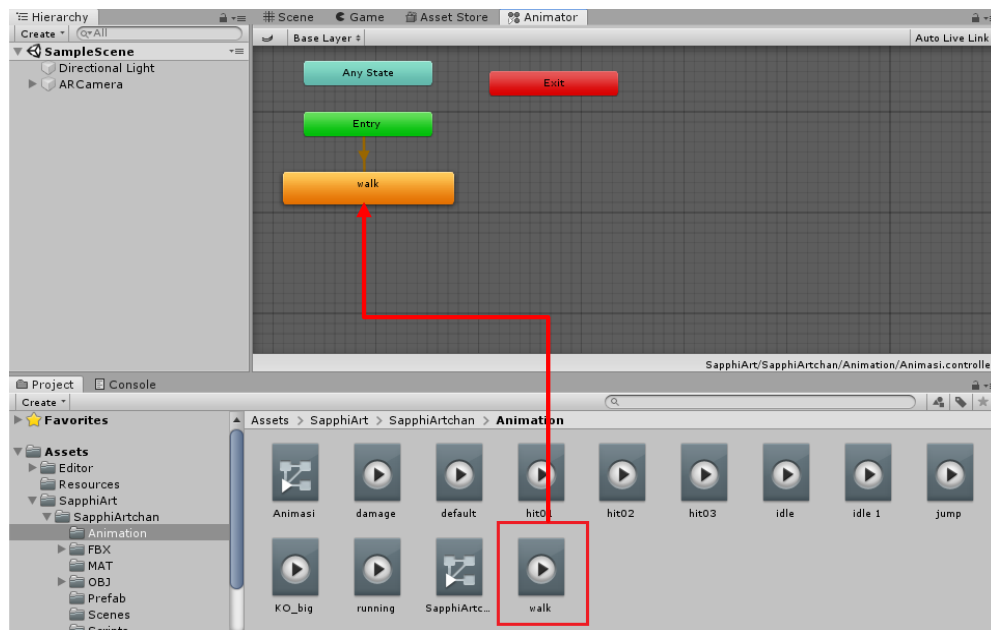 Hierarchy
Create
All
SampleScene
Directional Light
ARCamera
Scene
Game
Asset Store
Animator
Base Layer
Auto Live Link
Any State
Exit
Entry
walk
SapphiArt/SapphiArtchan/Animation/Animasi.controlle
Project
Console
Create
Favorites
Assets
Editor
Resources
SapphiArt
SapphiArtchan
Animation
FBX
MAT
OBJ
Prefab
Scenes
Scripts
Assets > SapphiArt > SapphiArtchan > Animation
Animasi damage default hit01 hit02 hit03 idle idle 1 jump
KO_big running SapphiArtc... walk